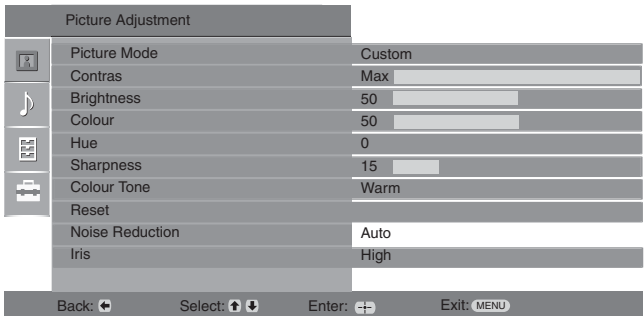 Picture Adjustment
Picture Mode Custom
Contras Max
Brightness 50
Colour 50
Hue 0
Sharpness 15
Colour Tone Warm
Reset
Noise Reduction Auto
Iris High
Back: Select: Enter: Exit: MENU